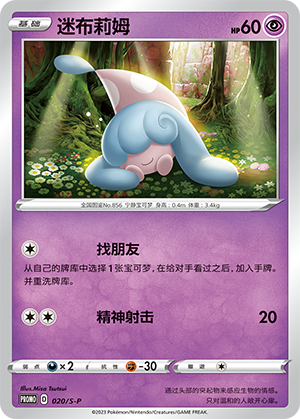 基础 迷布莉姆 HP60
全国图鉴No.856 宁静宝可梦 身高：0.4m 体重：3.4kg
找朋友
从自己的牌库中选择1张宝可梦，在给对手看过之后，加入手牌。
并重洗牌库。
精神射击 20
弱点 ×2 抗性 -30 撤退
Illus.Misa Tsutsui
PROMO D 020/S-P
通过头部的突起物来感应生物的情感。
只对温和的人敞开心扉。
©2023 Pokémon/Nintendo/Creatures/GAME FREAK.